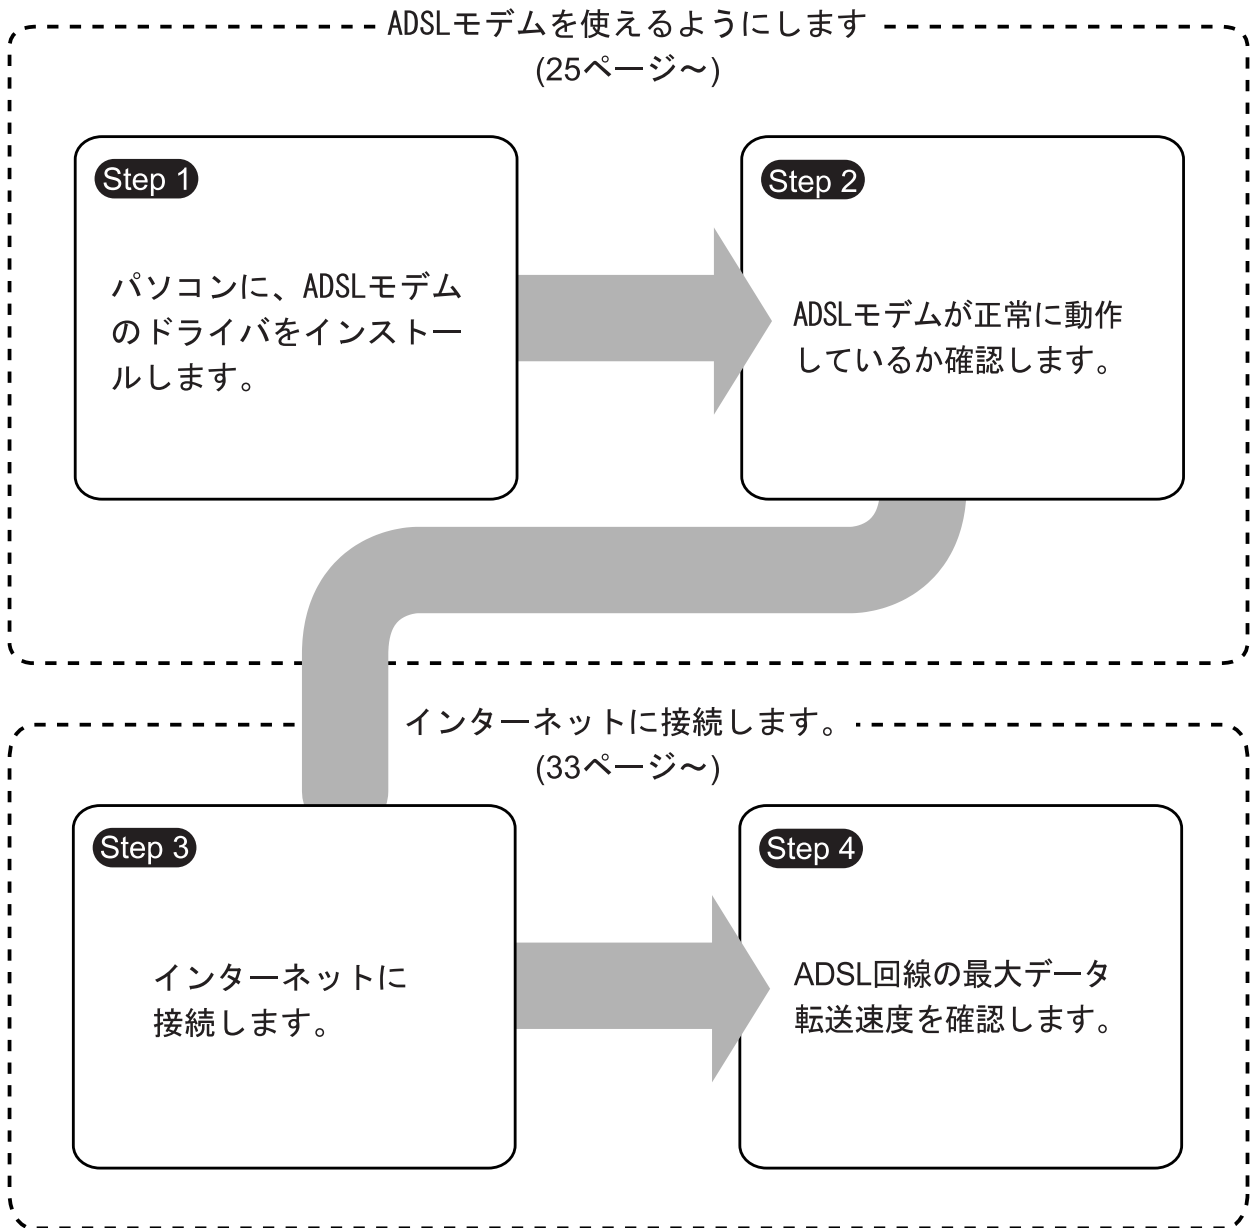 ADSLモデムを使えるようにします
(25ページ～)
Step 1
パソコンに、ADSLモデム
のドライバをインストー
ルします。
Step 2
ADSLモデムが正常に動作
しているか確認します。
インターネットに接続します。
(33ページ～)
Step 3
インターネットに
接続します。
Step 4
ADSL回線の最大データ
転送速度を確認します。